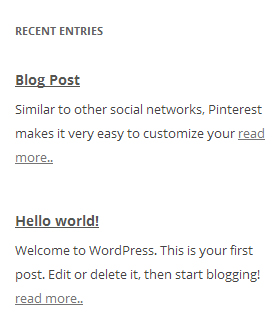 RECENT ENTRIES
Blog Post
Similar to other social networks, Pinterest
makes it very easy to customize your read
more..
Hello world!
Welcome to WordPress. This is your first
post. Edit or delete it, then start blogging!
read more..